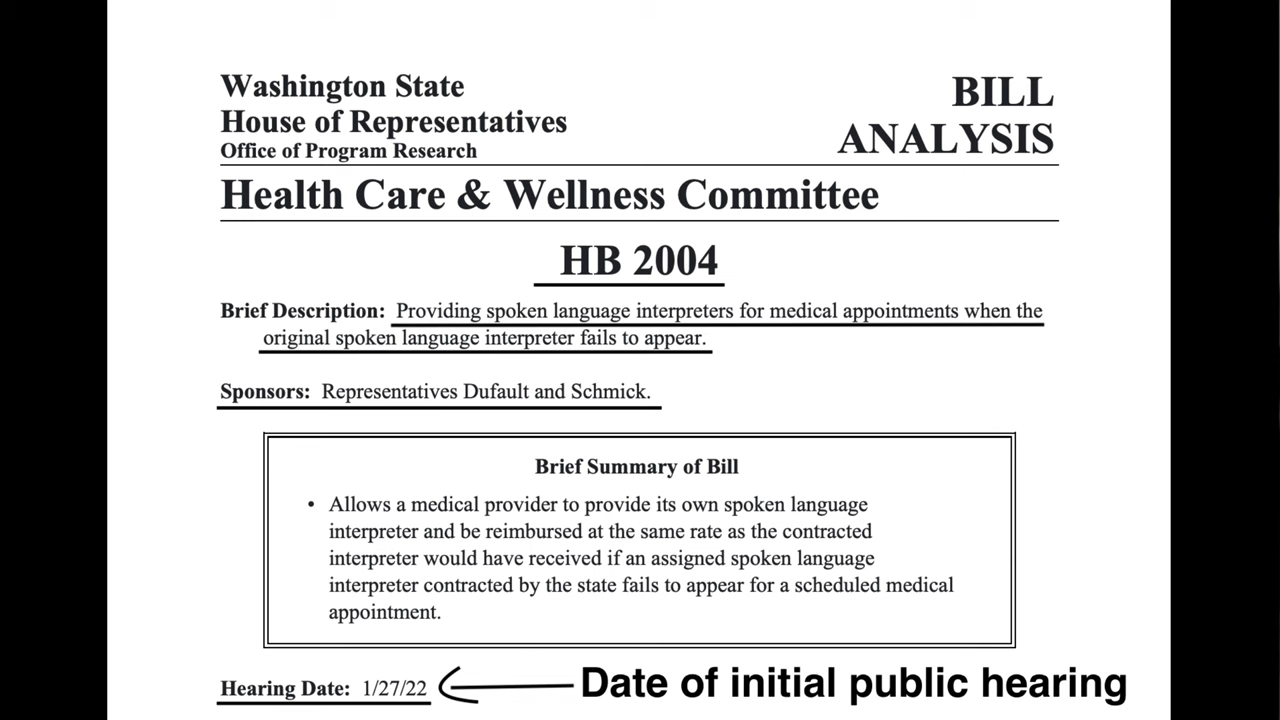 Washington State
House of Representatives
Office of Program Research
BILL
ANALYSIS
Health Care & Wellness Committee
HB 2004
Brief Description: Providing spoken language interpreters for medical appointments when the
original spoken language interpreter fails to appear.
Sponsors: Representatives Dufault and Schmick.
Brief Summary of Bill
• Allows a medical provider to provide its own spoken language
interpreter and be reimbursed at the same rate as the contracted
interpreter would have received if an assigned spoken language
interpreter contracted by the state fails to appear for a scheduled medical
appointment.
Hearing Date: 1/27/22
Date of initial public hearing